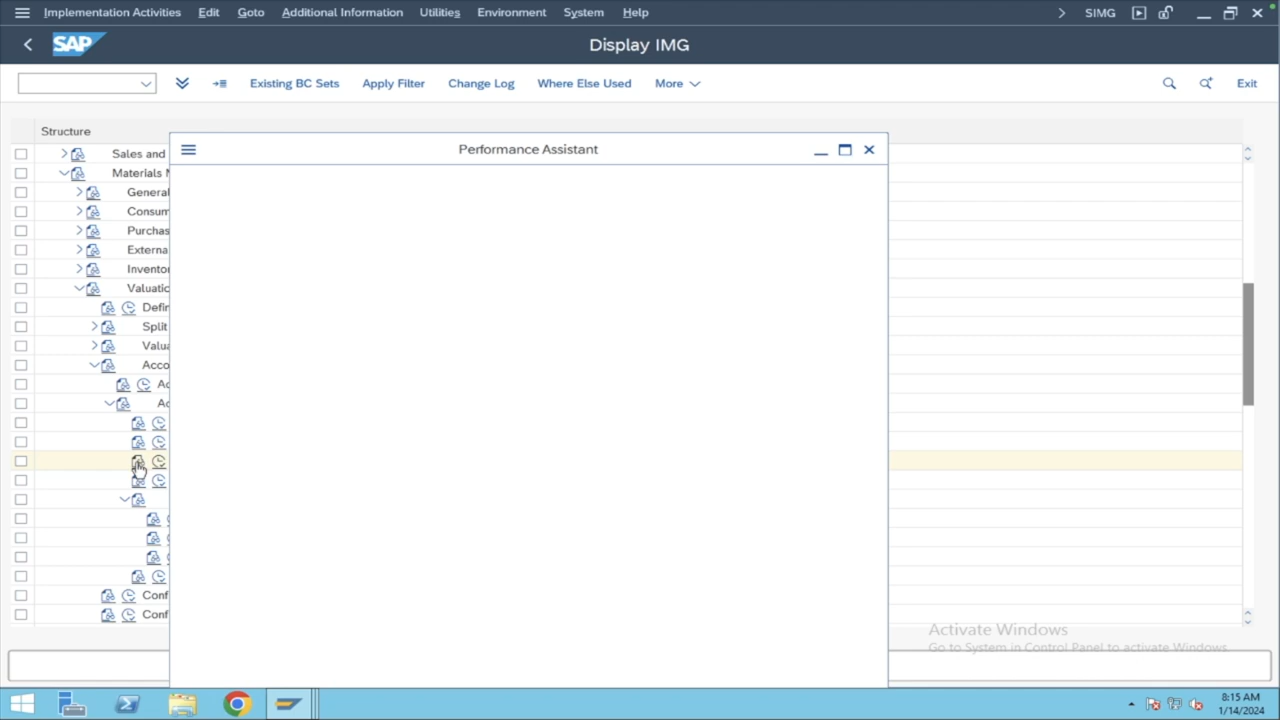 Implementation Activities Edit Goto Additional Information Utilities Environment System Help SIMG
SAP Display IMG
Existing BC Sets Apply Filter Change Log Where Else Used More Exit
Structure
Sales and
Performance Assistant
Materials M
General
Consum
Purchas
Externa
Inventor
Valuatic
Defin
Split
Valua
Acco
Ac
Ac
Conf
Conf
Activate Windows
Go to System in Control Panel to activate Windows.
8:15 AM
1/14/2024